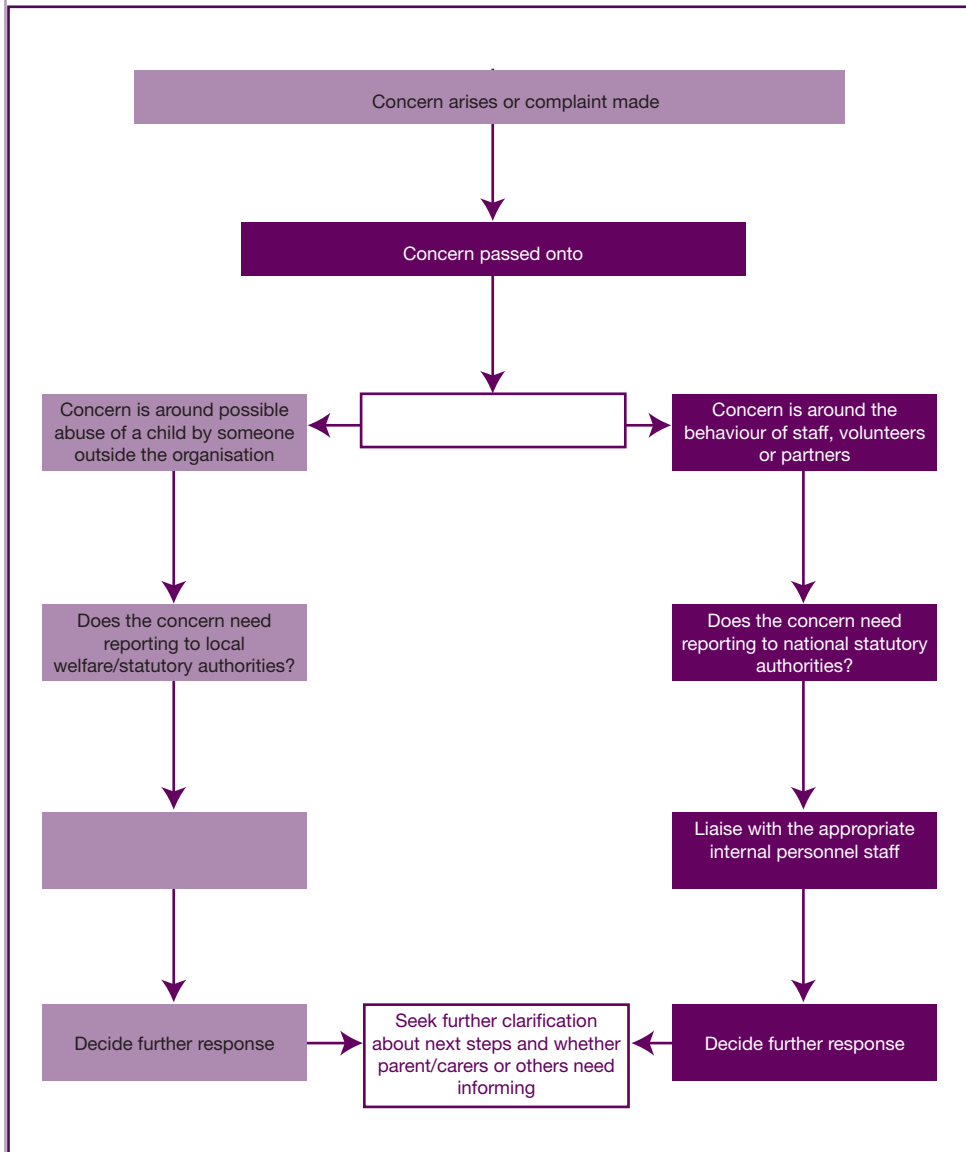 Concern arises or complaint made
Concern passed onto
Concern is around possible
abuse of a child by someone
outside the organisation
Concern is around the
behaviour of staff, volunteers
or partners
Does the concern need
reporting to local
welfare/statutory authorities?
Does the concern need
reporting to national statutory
authorities?
Liaise with the appropriate
internal personnel staff
Decide further response
Seek further clarification
about next steps and whether
parent/carers or others need
informing
Decide further response